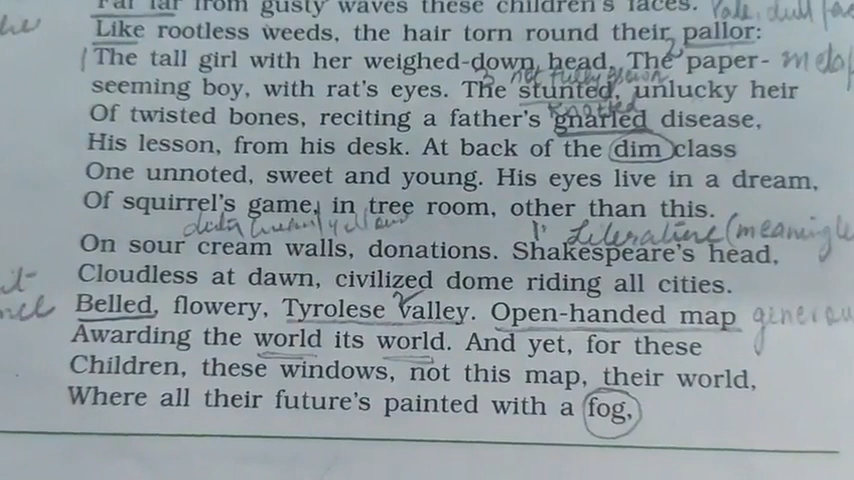 Far far from gusty waves these children's faces. Pale, dull
Like rootless weeds, the hair torn round their pallor:
The tall girl with her weighed-down head. The paper-
not fully grown
seeming boy, with rat's eyes. The stunted, unlucky heir
knotted
Of twisted bones, reciting a father's gnarled disease,
His lesson, from his desk. At back of the dim class
One unnoted, sweet and young. His eyes live in a dream,
Of squirrel's game, in tree room, other than this.
Literature
On sour cream walls, donations. Shakespeare's head,
Cloudless at dawn, civilized dome riding all cities.
Belled, flowery, Tyrolese valley. Open-handed map
Awarding the world its world. And yet, for these
Children, these windows, not this map, their world,
Where all their future's painted with a fog,